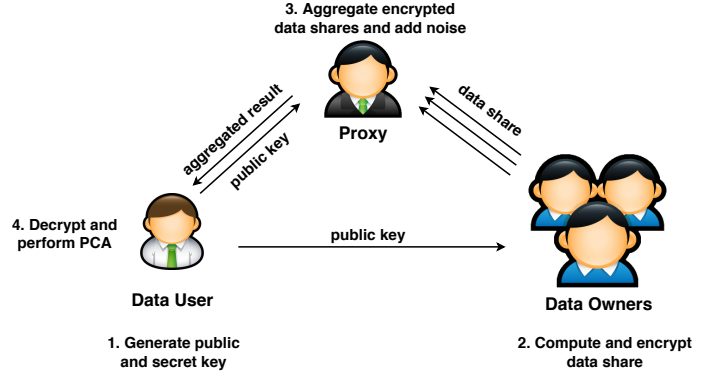 3. Aggregate encrypted
data shares and add noise
aggregated result
public key
data share
Proxy
4. Decrypt and
perform PCA
public key
Data User
Data Owners
1. Generate public
and secret key
2. Compute and encrypt
data share